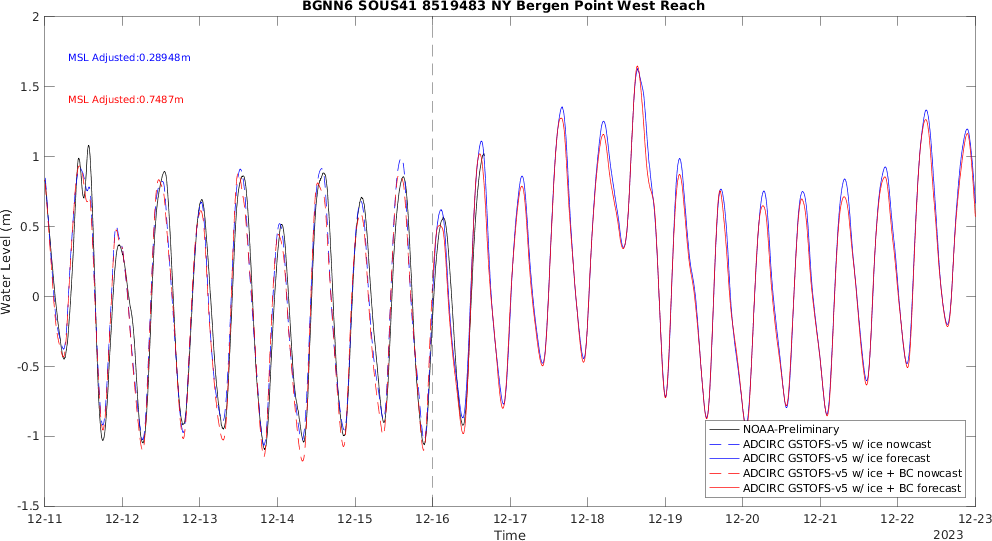 BGNN6 SOUS41 8519483 NY Bergen Point West Reach
MSL Adjusted:0.28948m
MSL Adjusted:0.7487m
Water Level (m)
2
1.5
1
0.5
0
-0.5
-1
-1.5
NOAA-Preliminary
ADCIRC GSTOFS-v5 w/ ice nowcast
ADCIRC GSTOFS-v5 w/ ice forecast
ADCIRC GSTOFS-v5 w/ ice + BC nowcast
ADCIRC GSTOFS-v5 w/ ice + BC forecast
12-11 12-12 12-13 12-14 12-15 12-16 12-17 12-18 12-19 12-20 12-21 12-22 12-23
Time
2023